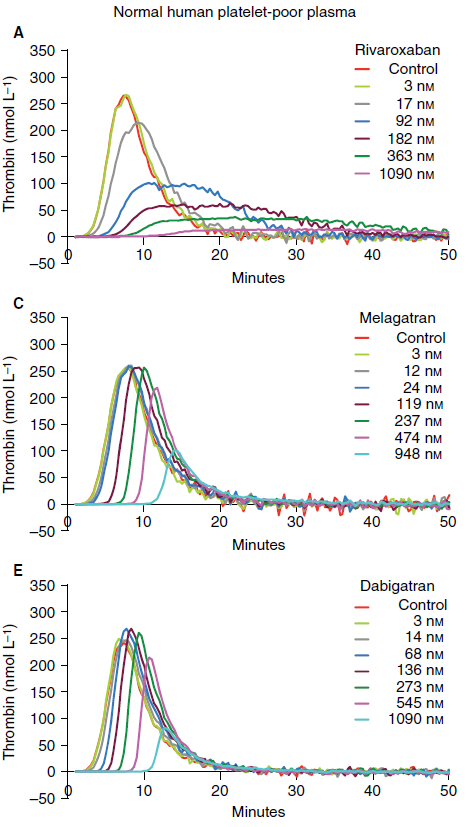 Normal human platelet-poor plasma
A
Thrombin (nmol L–1)
350
300
250
200
150
100
50
0
–50
0 10 20 30 40 50
Minutes
Rivaroxaban
Control
3 nM
17 nM
92 nM
182 nM
363 nM
1090 nM
C
Thrombin (nmol L–1)
350
300
250
200
150
100
50
0
–50
0 10 20 30 40 50
Minutes
Melagatran
Control
3 nM
12 nM
24 nM
119 nM
237 nM
474 nM
948 nM
E
Thrombin (nmol L–1)
350
300
250
200
150
100
50
0
–50
0 10 20 30 40 50
Minutes
Dabigatran
Control
3 nM
14 nM
68 nM
136 nM
273 nM
545 nM
1090 nM